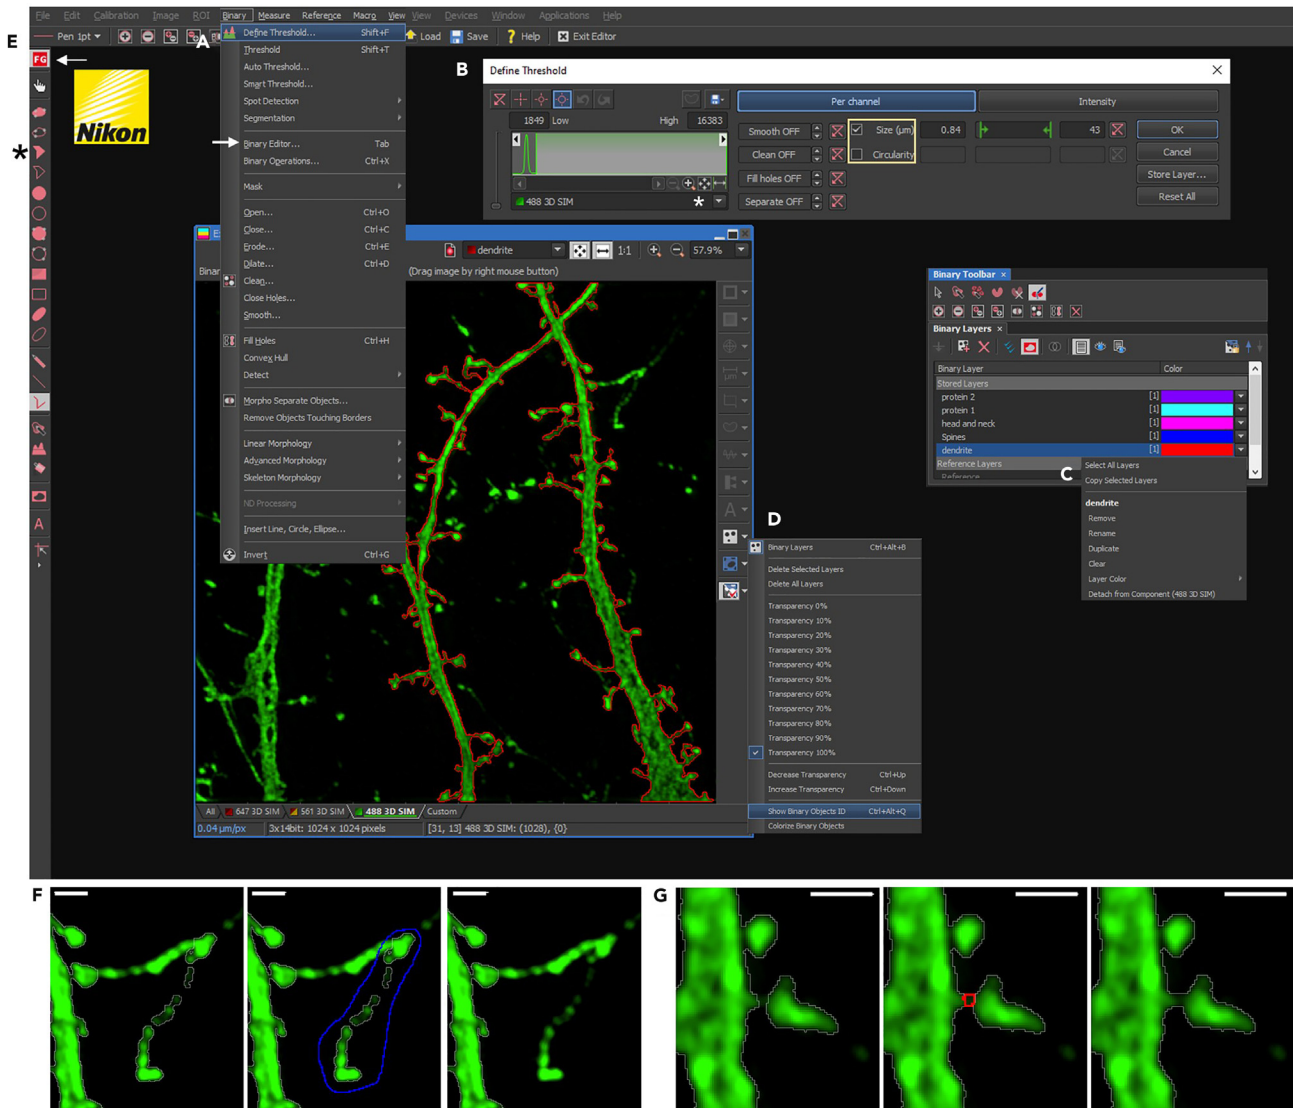 File Edit Calibration Image ROI Binary Measure Reference Macro View View Devices Window Applications Help
Pen 1pt
Load Save Help Exit Editor
E
FG
Nikon
*
A
Define Threshold... Shift+F
Threshold Shift+T
Auto Threshold...
Smart Threshold...
Spot Detection
Segmentation
Binary Editor... Tab
Binary Operations... Ctrl+X
Mask
Open... Ctrl+O
Close... Ctrl+C
Erode... Ctrl+E
Dilate... Ctrl+D
Clean...
Close Holes...
Smooth...
Fill Holes Ctrl+H
Convex Hull
Detect
Morpho Separate Objects...
Remove Objects Touching Borders
Linear Morphology
Advanced Morphology
Skeleton Morphology
ND Processing
Insert Line, Circle, Ellipse...
Invert Ctrl+G
B
Define Threshold
Per channel Intensity
1849 Low High 16383
Smooth OFF Size (µm) 0.84 43 OK
Clean OFF Circularity Cancel
Fill holes OFF Store Layer...
488 3D SIM * Separate OFF Reset All
dendrite 1:1 57.9%
Binar (Drag image by right mouse button)
All 647 3D SIM 561 3D SIM 488 3D SIM Custom
0.04 µm/px 3x14bit: 1024 x 1024 pixels [31, 13] 488 3D SIM: (1028), {0}
Binary Toolbar ×
Binary Layers ×
Binary Layer Color
Stored Layers
protein 2 [1]
protein 1 [1]
head and neck [1]
Spines [1]
dendrite [1]
Reference Layers
Reference
C
Select All Layers
Copy Selected Layers
dendrite
Remove
Rename
Duplicate
Clear
Layer Color
Detach from Component (488 3D SIM)
D
Binary Layers Ctrl+Alt+B
Delete Selected Layers
Delete All Layers
Transparency 0%
Transparency 10%
Transparency 20%
Transparency 30%
Transparency 40%
Transparency 50%
Transparency 60%
Transparency 70%
Transparency 80%
Transparency 90%
Transparency 100%
Decrease Transparency Ctrl+Up
Increase Transparency Ctrl+Down
Show Binary Objects ID Ctrl+Alt+Q
Colorize Binary Objects
F
G